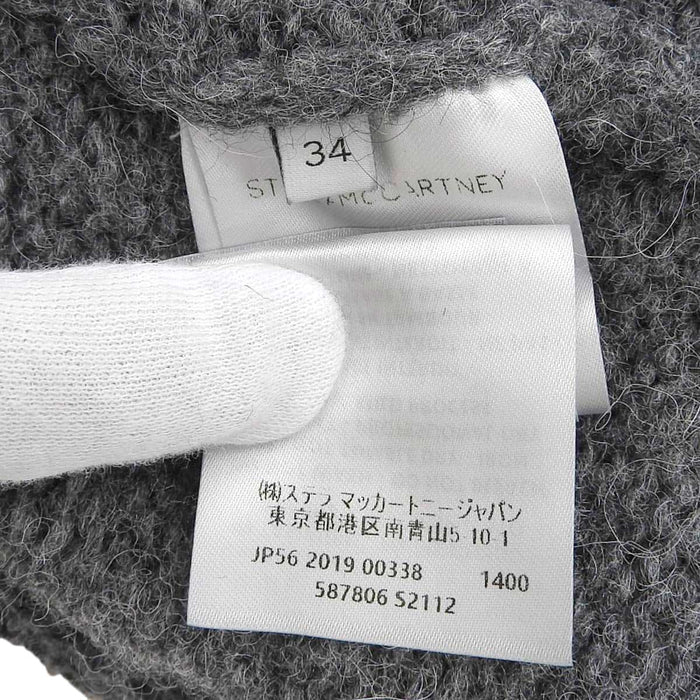 34
McCARTNEY
(株)ステラ マッカートニージャパン
東京都港区南青山5-10-1
JP56 2019 00338 1400
587806 S2112